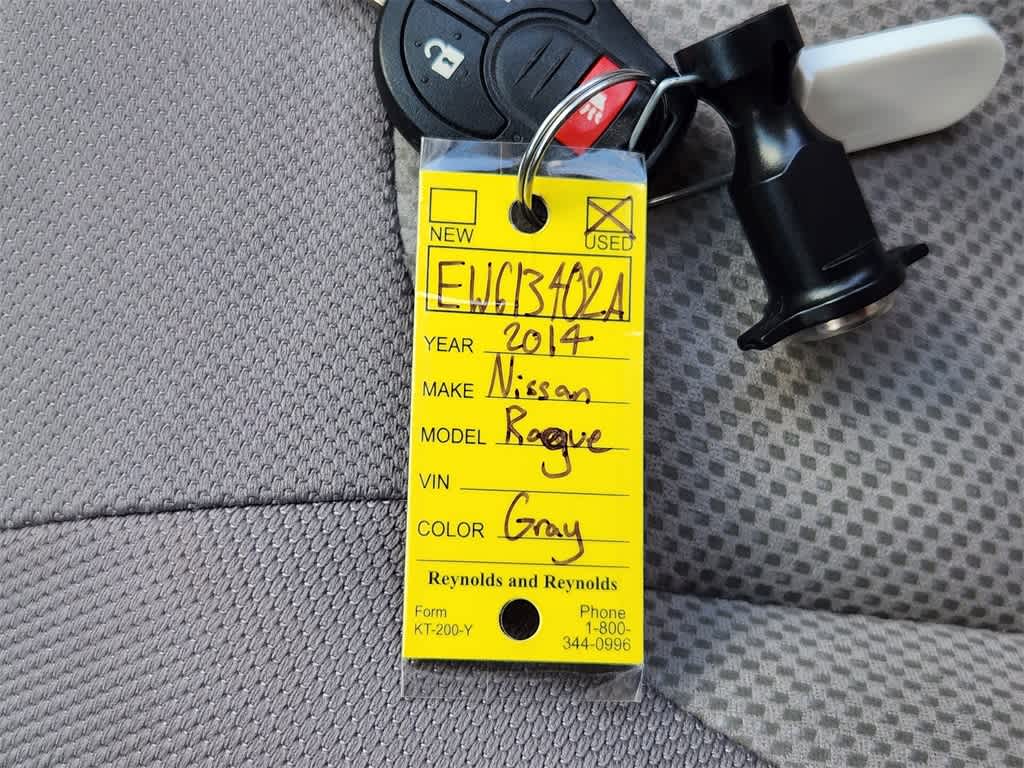 NEW USED
EWC13402A
YEAR 2014
MAKE Nissan
MODEL Rogue
VIN
COLOR Gray
Reynolds and Reynolds
Form
KT-200-Y
Phone
1-800-
344-0996